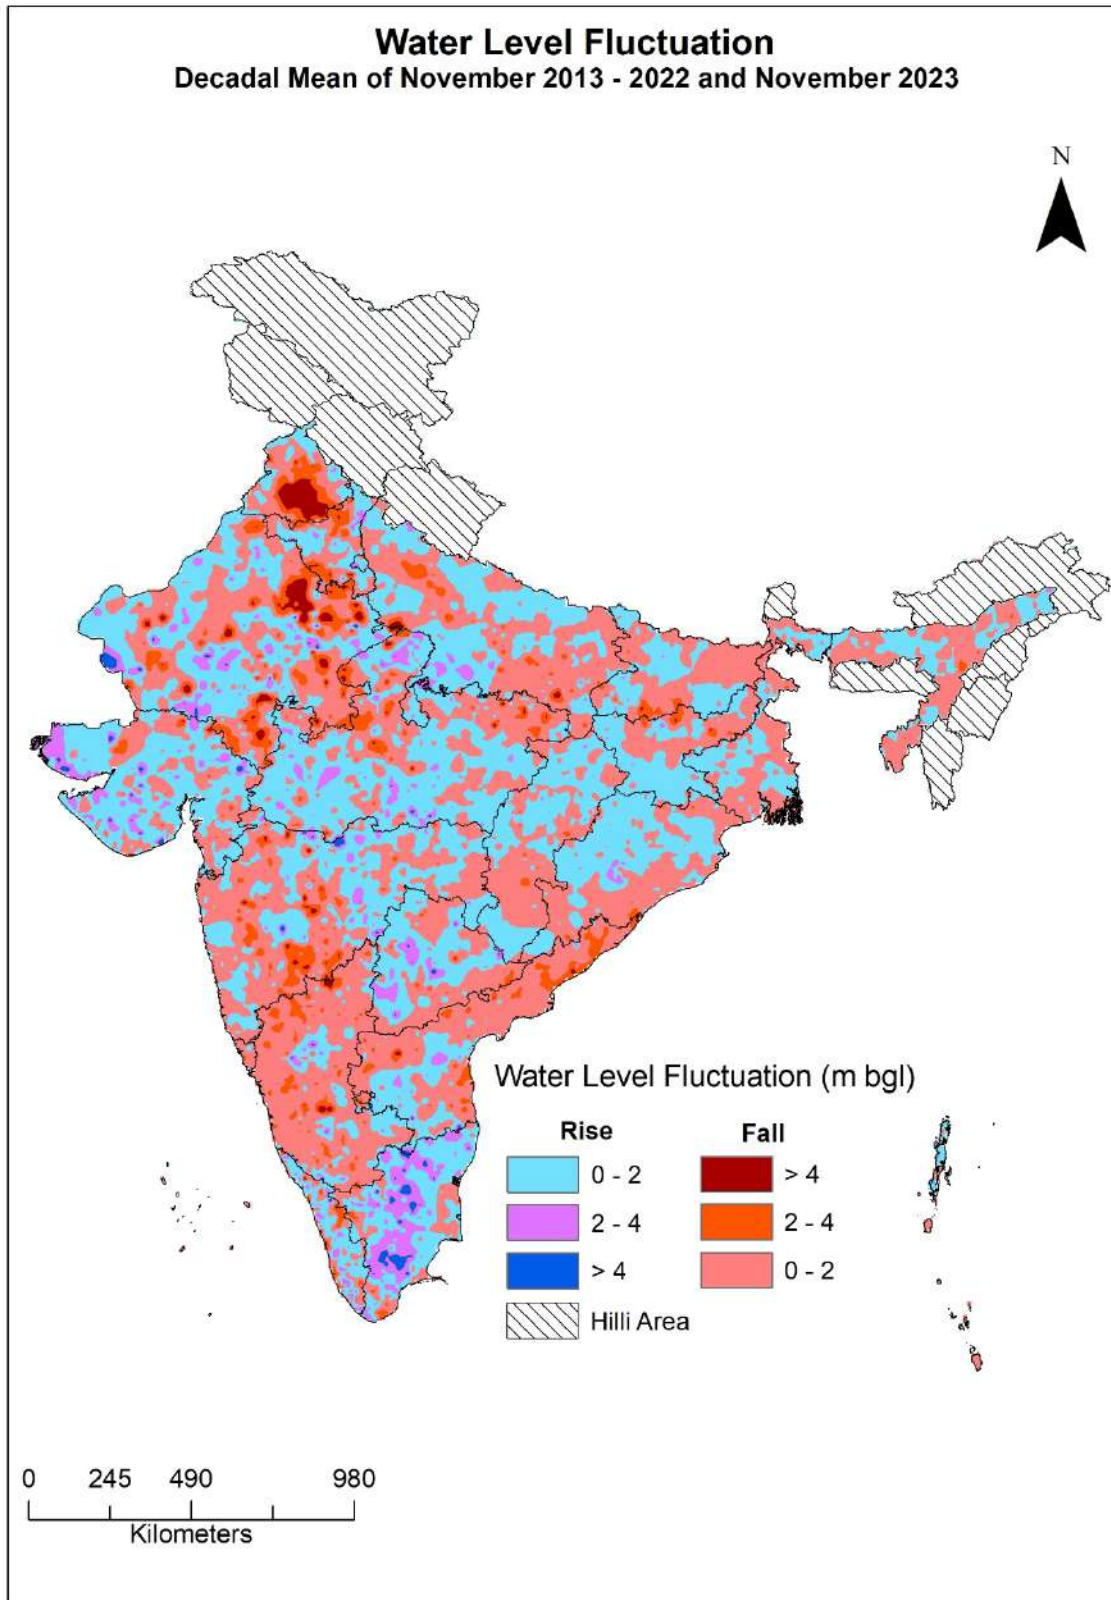 Water Level Fluctuation
Decadal Mean of November 2013 - 2022 and November 2023
N
Water Level Fluctuation (m bgl)
Rise
Fall
0 - 2
> 4
2 - 4
2 - 4
> 4
0 - 2
Hilli Area
0 245 490 980
Kilometers